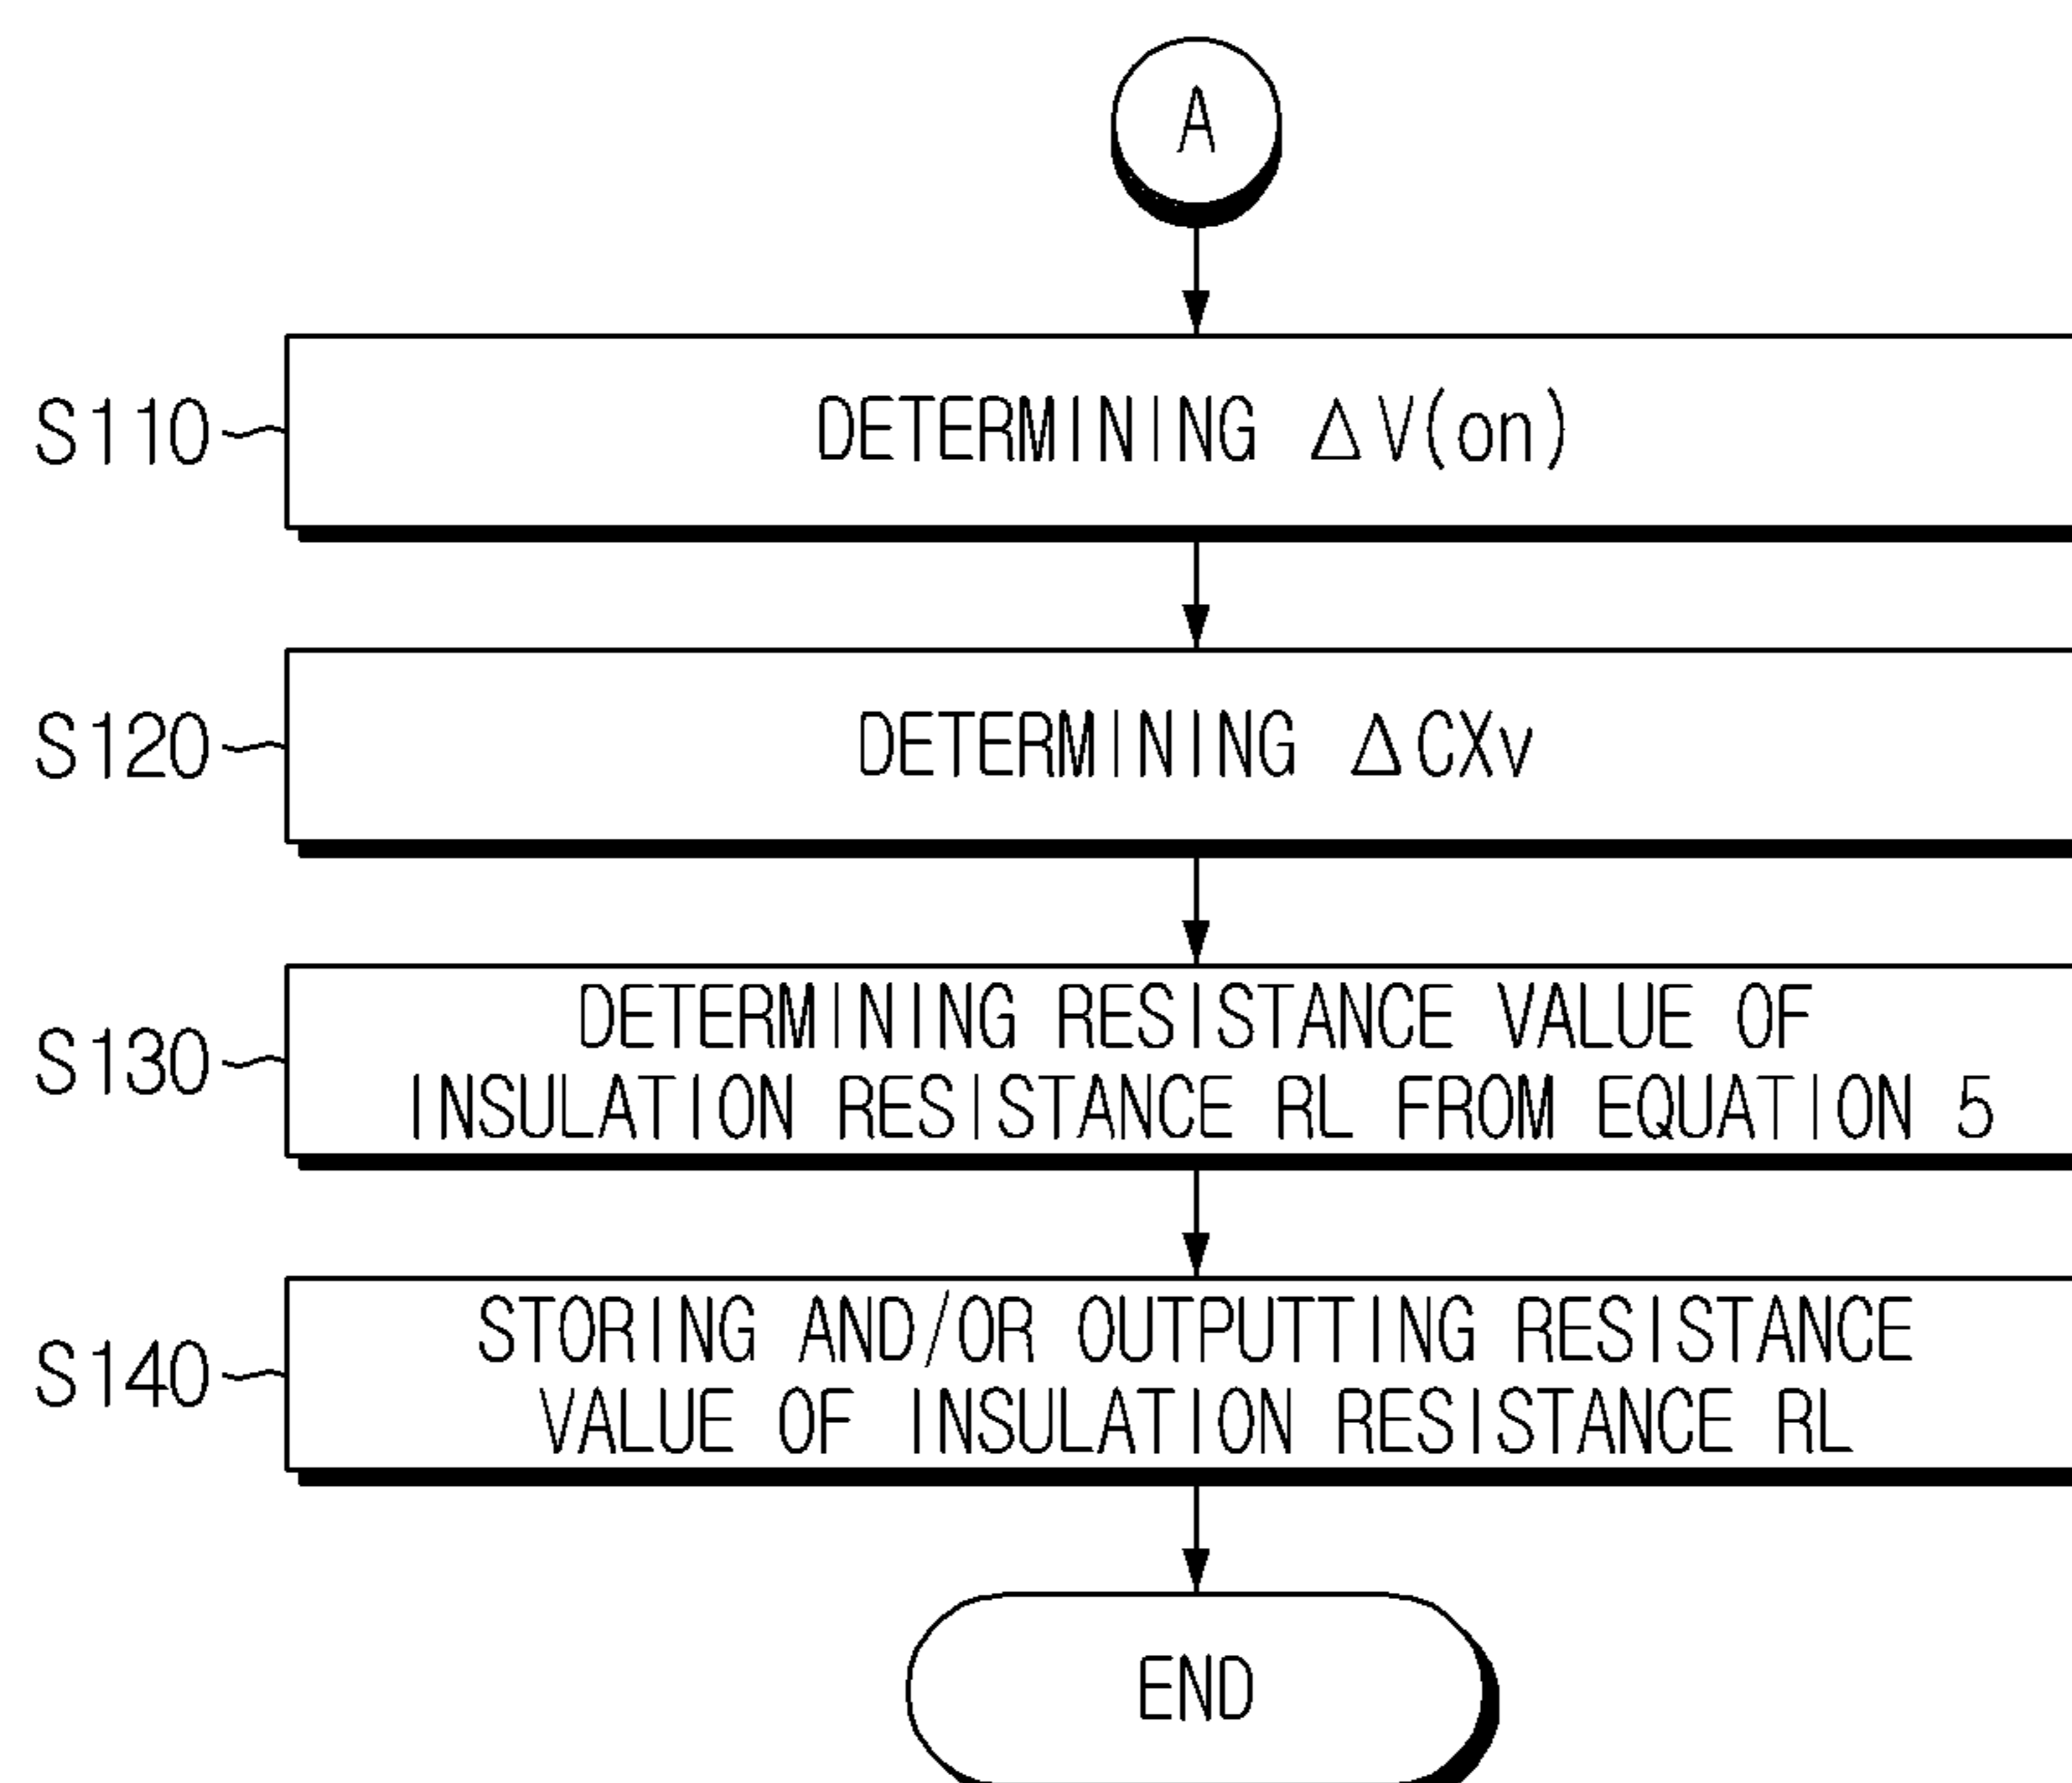 A
S110
DETERMINING ΔV(on)
S120
DETERMINING ΔCXv
S130
DETERMINING RESISTANCE VALUE OF
INSULATION RESISTANCE RL FROM EQUATION 5
S140
STORING AND/OR OUTPUTTING RESISTANCE
VALUE OF INSULATION RESISTANCE RL
END